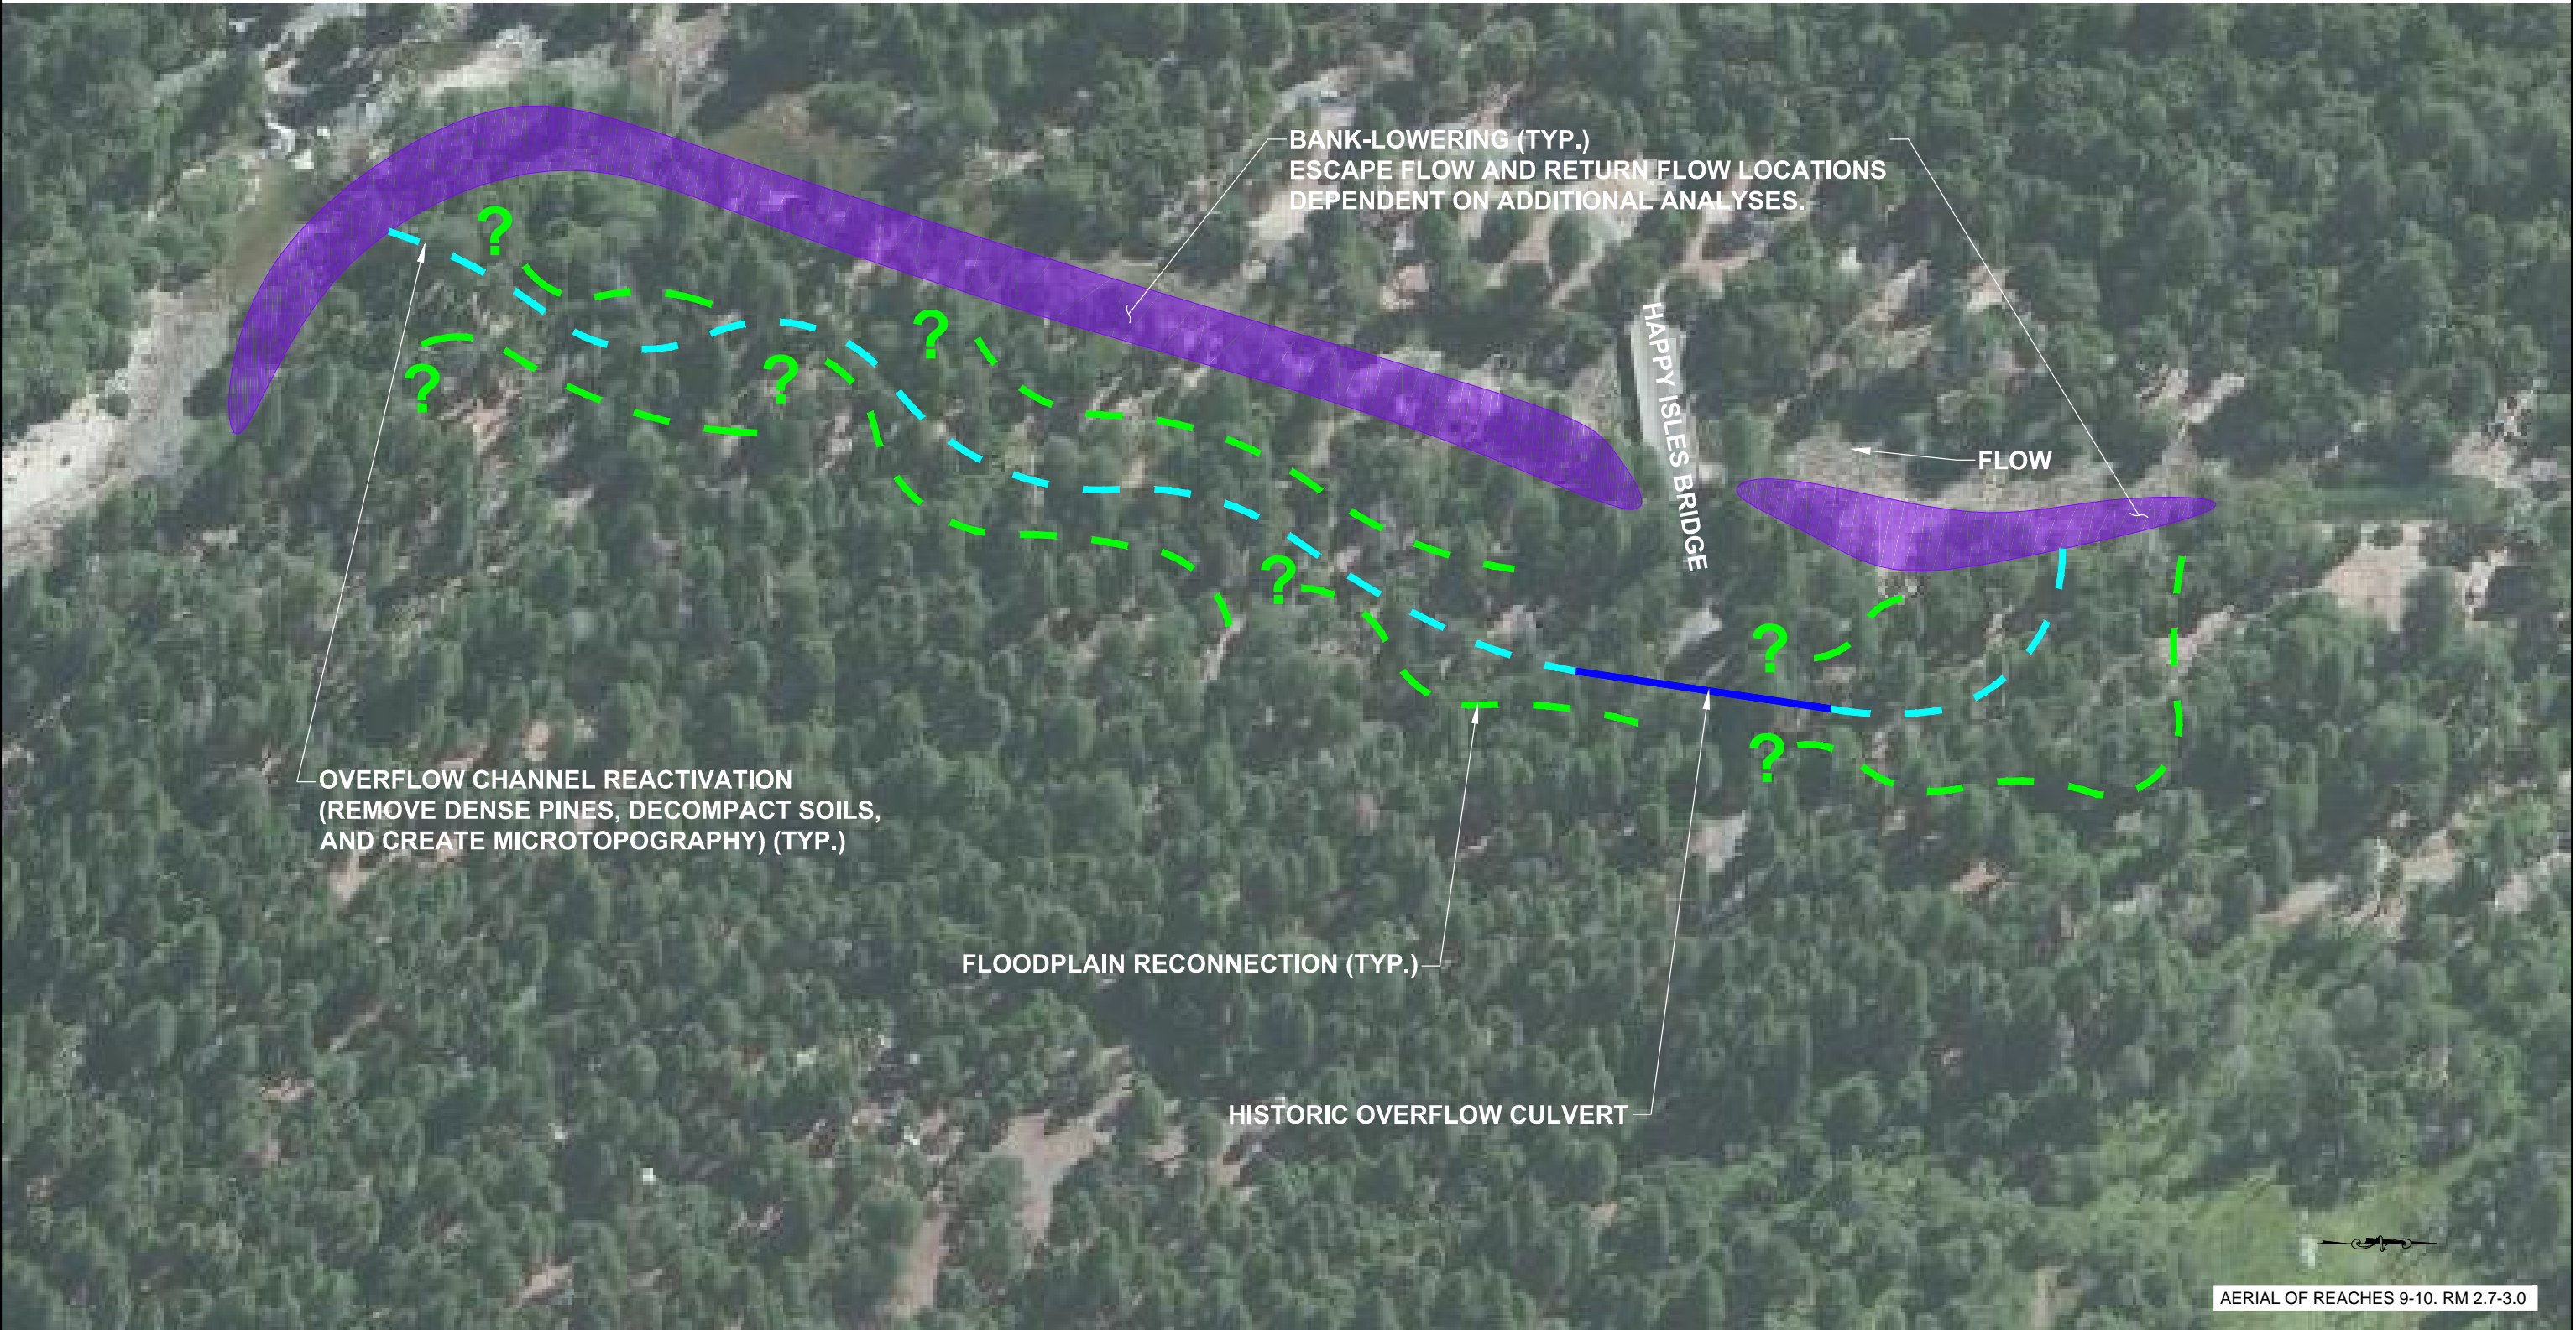 BANK-LOWERING (TYP.)
ESCAPE FLOW AND RETURN FLOW LOCATIONS
DEPENDENT ON ADDITIONAL ANALYSES.
?
?
?
?
HAPPY ISLES BRIDGE
FLOW
?
?
?
OVERFLOW CHANNEL REACTIVATION
(REMOVE DENSE PINES, DECOMPACT SOILS,
AND CREATE MICROTOPOGRAPHY) (TYP.)
FLOODPLAIN RECONNECTION (TYP.)
HISTORIC OVERFLOW CULVERT
AERIAL OF REACHES 9-10. RM 2.7-3.0